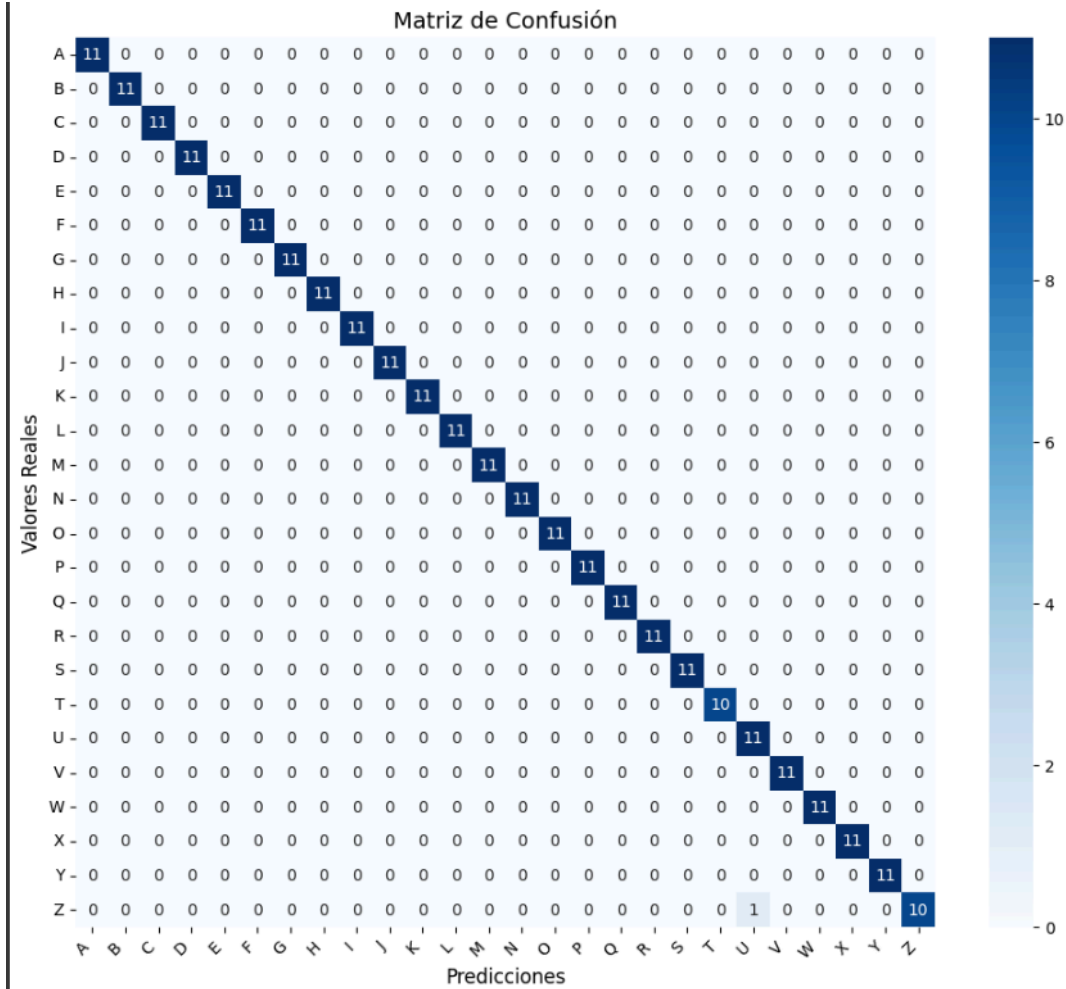 Matriz de Confusión
A 11 0 0 0 0 0 0 0 0 0 0 0 0 0 0 0 0 0 0 0 0 0 0 0 0 0
B 0 11 0 0 0 0 0 0 0 0 0 0 0 0 0 0 0 0 0 0 0 0 0 0 0 0
C 0 0 11 0 0 0 0 0 0 0 0 0 0 0 0 0 0 0 0 0 0 0 0 0 0 0
D 0 0 0 11 0 0 0 0 0 0 0 0 0 0 0 0 0 0 0 0 0 0 0 0 0 0
E 0 0 0 0 11 0 0 0 0 0 0 0 0 0 0 0 0 0 0 0 0 0 0 0 0 0
F 0 0 0 0 0 11 0 0 0 0 0 0 0 0 0 0 0 0 0 0 0 0 0 0 0 0
G 0 0 0 0 0 0 11 0 0 0 0 0 0 0 0 0 0 0 0 0 0 0 0 0 0 0
H 0 0 0 0 0 0 0 11 0 0 0 0 0 0 0 0 0 0 0 0 0 0 0 0 0 0
I 0 0 0 0 0 0 0 0 11 0 0 0 0 0 0 0 0 0 0 0 0 0 0 0 0 0
J 0 0 0 0 0 0 0 0 0 11 0 0 0 0 0 0 0 0 0 0 0 0 0 0 0 0
K 0 0 0 0 0 0 0 0 0 0 11 0 0 0 0 0 0 0 0 0 0 0 0 0 0 0
L 0 0 0 0 0 0 0 0 0 0 0 11 0 0 0 0 0 0 0 0 0 0 0 0 0 0
M 0 0 0 0 0 0 0 0 0 0 0 0 11 0 0 0 0 0 0 0 0 0 0 0 0 0
N 0 0 0 0 0 0 0 0 0 0 0 0 0 11 0 0 0 0 0 0 0 0 0 0 0 0
O 0 0 0 0 0 0 0 0 0 0 0 0 0 0 11 0 0 0 0 0 0 0 0 0 0 0
P 0 0 0 0 0 0 0 0 0 0 0 0 0 0 0 11 0 0 0 0 0 0 0 0 0 0
Q 0 0 0 0 0 0 0 0 0 0 0 0 0 0 0 0 11 0 0 0 0 0 0 0 0 0
R 0 0 0 0 0 0 0 0 0 0 0 0 0 0 0 0 0 11 0 0 0 0 0 0 0 0
S 0 0 0 0 0 0 0 0 0 0 0 0 0 0 0 0 0 0 11 0 0 0 0 0 0 0
T 0 0 0 0 0 0 0 0 0 0 0 0 0 0 0 0 0 0 0 10 0 0 0 0 0 0
U 0 0 0 0 0 0 0 0 0 0 0 0 0 0 0 0 0 0 0 0 11 0 0 0 0 0
V 0 0 0 0 0 0 0 0 0 0 0 0 0 0 0 0 0 0 0 0 0 11 0 0 0 0
W 0 0 0 0 0 0 0 0 0 0 0 0 0 0 0 0 0 0 0 0 0 0 11 0 0 0
X 0 0 0 0 0 0 0 0 0 0 0 0 0 0 0 0 0 0 0 0 0 0 0 11 0 0
Y 0 0 0 0 0 0 0 0 0 0 0 0 0 0 0 0 0 0 0 0 0 0 0 0 11 0
Z 0 0 0 0 0 0 0 0 0 0 0 0 0 0 0 0 0 0 0 0 1 0 0 0 0 10
A B C D E F G H I J K L M N O P Q R S T U V W X Y Z
Predicciones
Valores Reales
10
8
6
4
2
0